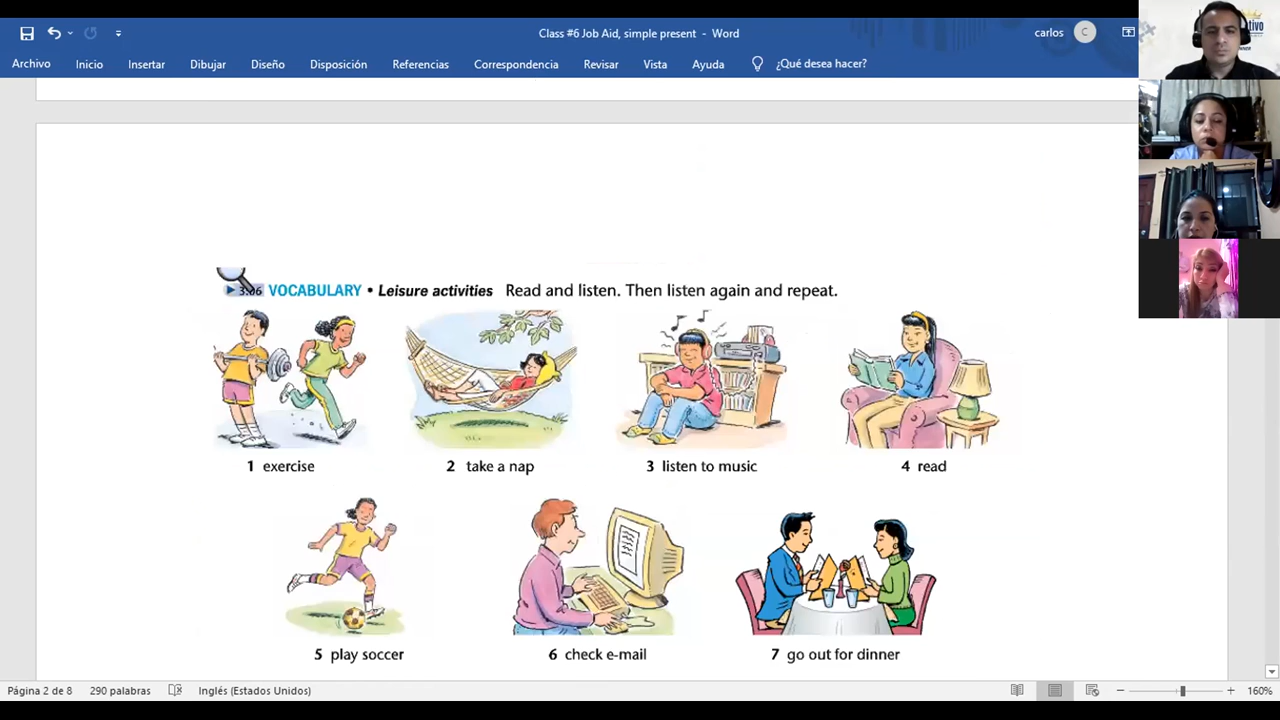 Class #6 Job Aid, simple present - Word
carlos
C
Archivo Inicio Insertar Dibujar Diseño Disposición Referencias Correspondencia Revisar Vista Ayuda ¿Qué desea hacer?
3:06 VOCABULARY • Leisure activities Read and listen. Then listen again and repeat.
1 exercise
2 take a nap
3 listen to music
4 read
5 play soccer
6 check e-mail
7 go out for dinner
Página 2 de 8 290 palabras Inglés (Estados Unidos) 160%